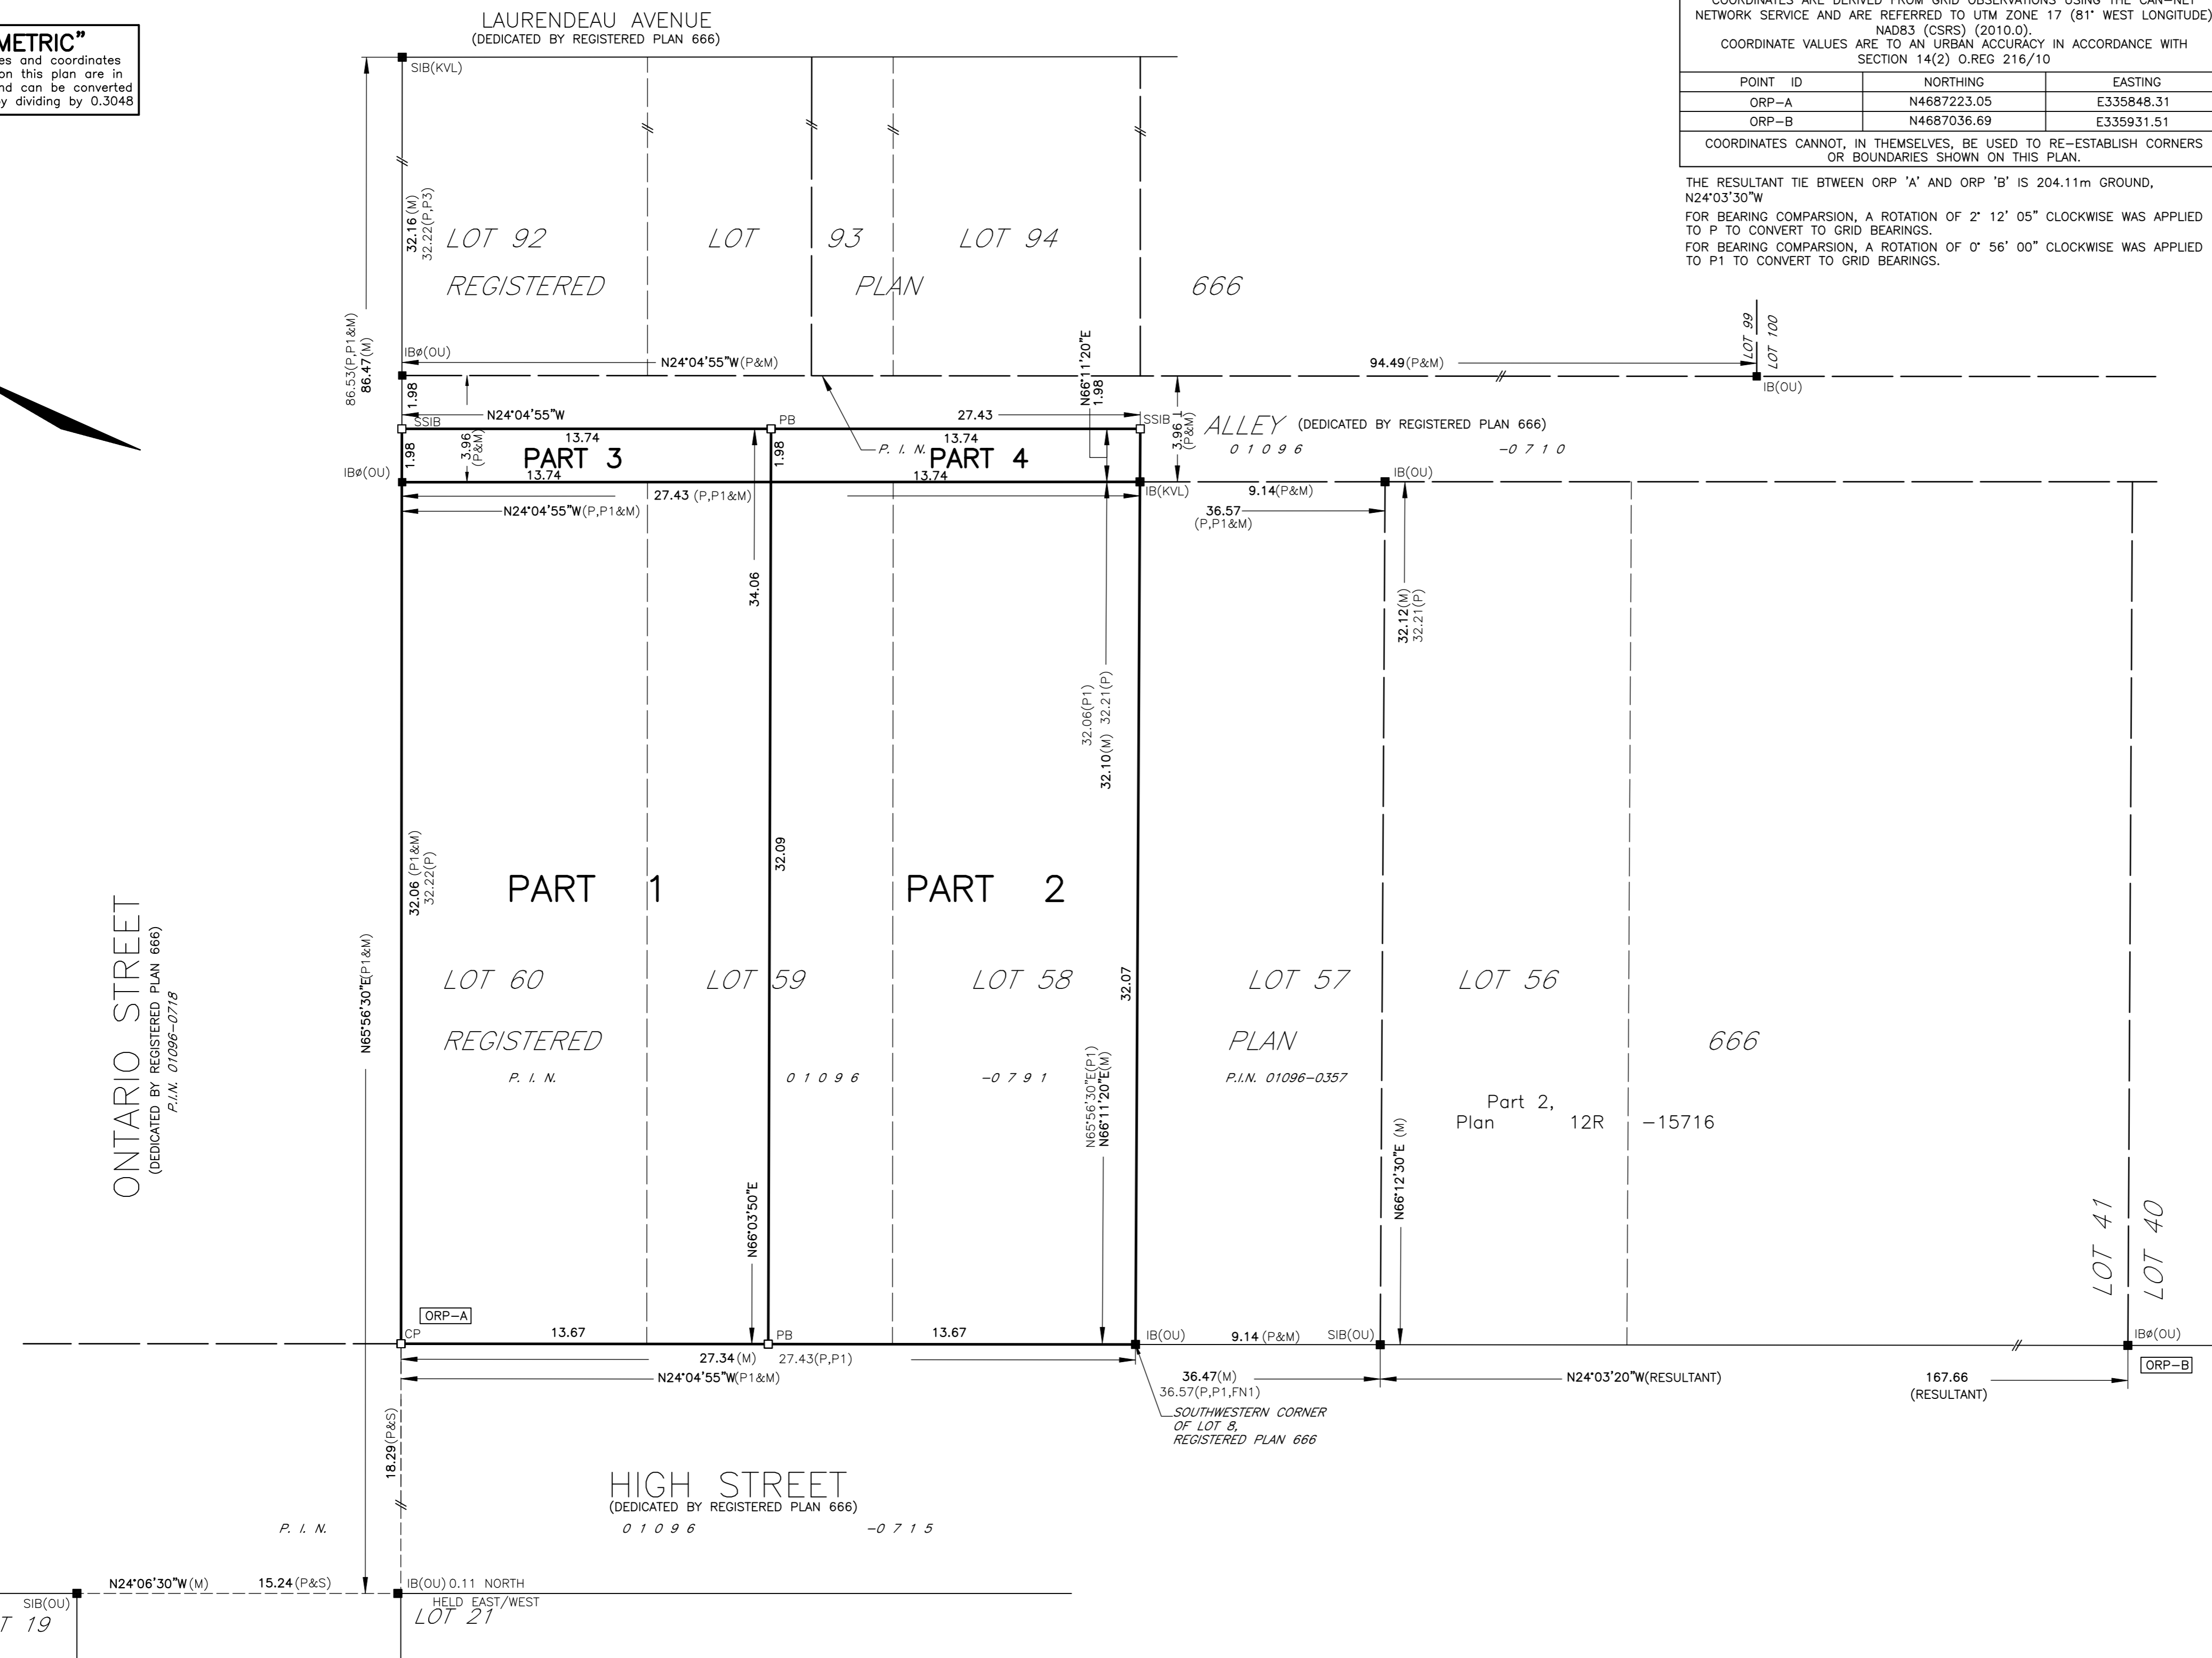 LAURENDEAU AVENUE
(DEDICATED BY REGISTERED PLAN 666)
METRIC"
es and coordinates
on this plan are in
nd can be converted
y dividing by 0.3048
COORDINATES ARE DERIVED FROM GRID OBSERVATIONS USING THE CAN-NET
NETWORK SERVICE AND ARE REFERRED TO UTM ZONE 17 (81° WEST LONGITUDE)
NAD83 (CSRS) (2010.0).
COORDINATE VALUES ARE TO AN URBAN ACCURACY IN ACCORDANCE WITH
SECTION 14(2) O.REG 216/10
POINT ID NORTHING EASTING
ORP-A N4687223.05 E335848.31
ORP-B N4687036.69 E335931.51
COORDINATES CANNOT, IN THEMSELVES, BE USED TO RE-ESTABLISH CORNERS
OR BOUNDARIES SHOWN ON THIS PLAN.
THE RESULTANT TIE BTWEEN ORP 'A' AND ORP 'B' IS 204.11m GROUND,
N24°03'30"W
FOR BEARING COMPARSION, A ROTATION OF 2° 12' 05" CLOCKWISE WAS APPLIED
TO P TO CONVERT TO GRID BEARINGS.
FOR BEARING COMPARSION, A ROTATION OF 0° 56' 00" CLOCKWISE WAS APPLIED
TO P1 TO CONVERT TO GRID BEARINGS.
SIB(KVL)
32.16 (M)
32.22(P,P3)
LOT 92 LOT 93 LOT 94
REGISTERED PLAN 666
86.53(P,P1&M)
86.47(M)
LOT 99
LOT 100
IBø(OU)
N24°04'55"W(P&M)
N66°11'20"E
1.98
94.49(P&M)
IB(OU)
1.98
N24°04'55"W
27.43
SSIB
PB
SSIB
3.96
(P&M)
3.96
(P&M)
ALLEY (DEDICATED BY REGISTERED PLAN 666)
01096 -0710
1.98
13.74
PART 3
13.74
1.98
13.74
P. I. N.
PART 4
13.74
IBø(OU)
IB(OU)
27.43 (P,P1&M)
IB(KVL)
9.14(P&M)
N24°04'55"W(P,P1&M)
36.57
(P,P1&M)
34.06
32.12(M)
32.21(P)
32.06(P1)
32.10(M) 32.21(P)
32.06 (P1&M)
32.22(P)
32.09
PART 1
PART 2
ONTARIO STREET
(DEDICATED BY REGISTERED PLAN 666)
P.I.N. 01096-0718
N65°56'30"E(P1&M)
LOT 60 LOT 59 LOT 58 LOT 57 LOT 56
32.07
REGISTERED PLAN 666
P. I. N. 01096 -0791
P.I.N. 01096-0357
N65°56'30"E(P1)
N66°11'20"E(M)
Part 2,
Plan 12R -15716
N66°03'50"E
N66°12'30"E (M)
LOT 41
LOT 40
ORP-A
CP
13.67
PB
13.67
IB(OU)
9.14 (P&M)
SIB(OU)
IBø(OU)
27.34(M) 27.43(P,P1)
ORP-B
N24°04'55"W(P1&M)
36.47(M)
36.57(P,P1,FN1)
N24°03'20"W(RESULTANT)
167.66
(RESULTANT)
SOUTHWESTERN CORNER
OF LOT 8,
REGISTERED PLAN 666
18.29(P&S)
HIGH STREET
(DEDICATED BY REGISTERED PLAN 666)
P. I. N. 01096 -0715
N24°06'30"W(M) 15.24(P&S)
IB(OU) 0.11 NORTH
HELD EAST/WEST
SIB(OU)
T 19
LOT 21